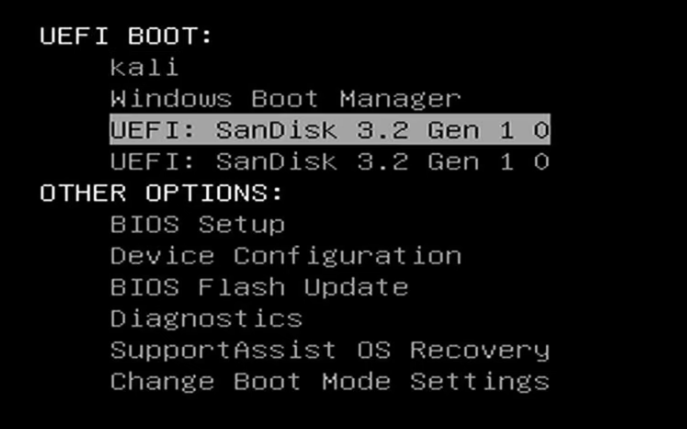 UEFI BOOT:
kali
Windows Boot Manager
UEFI: SanDisk 3.2 Gen 1 0
UEFI: SanDisk 3.2 Gen 1 0
OTHER OPTIONS:
BIOS Setup
Device Configuration
BIOS Flash Update
Diagnostics
SupportAssist OS Recovery
Change Boot Mode Settings